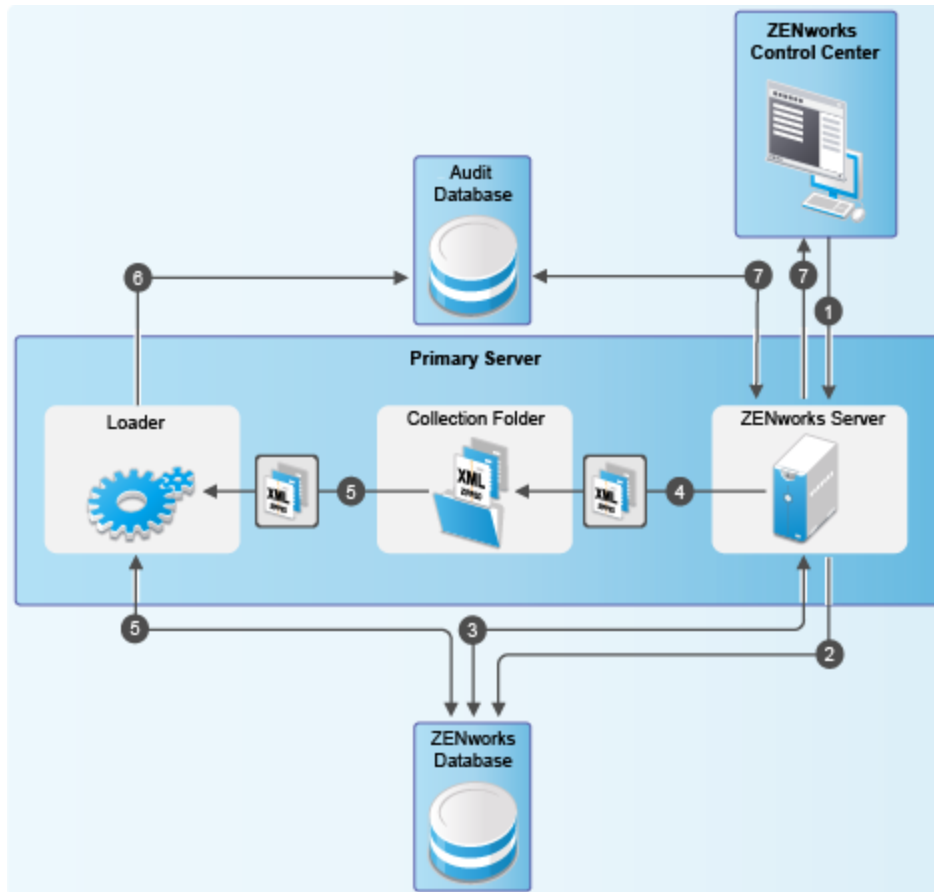 ZENworks
Control Center
Audit
Database
6
7
7
1
Primary Server
Loader
Collection Folder
ZENworks Server
XML
5
XML
XML
4
5
3
2
ZENworks
Database